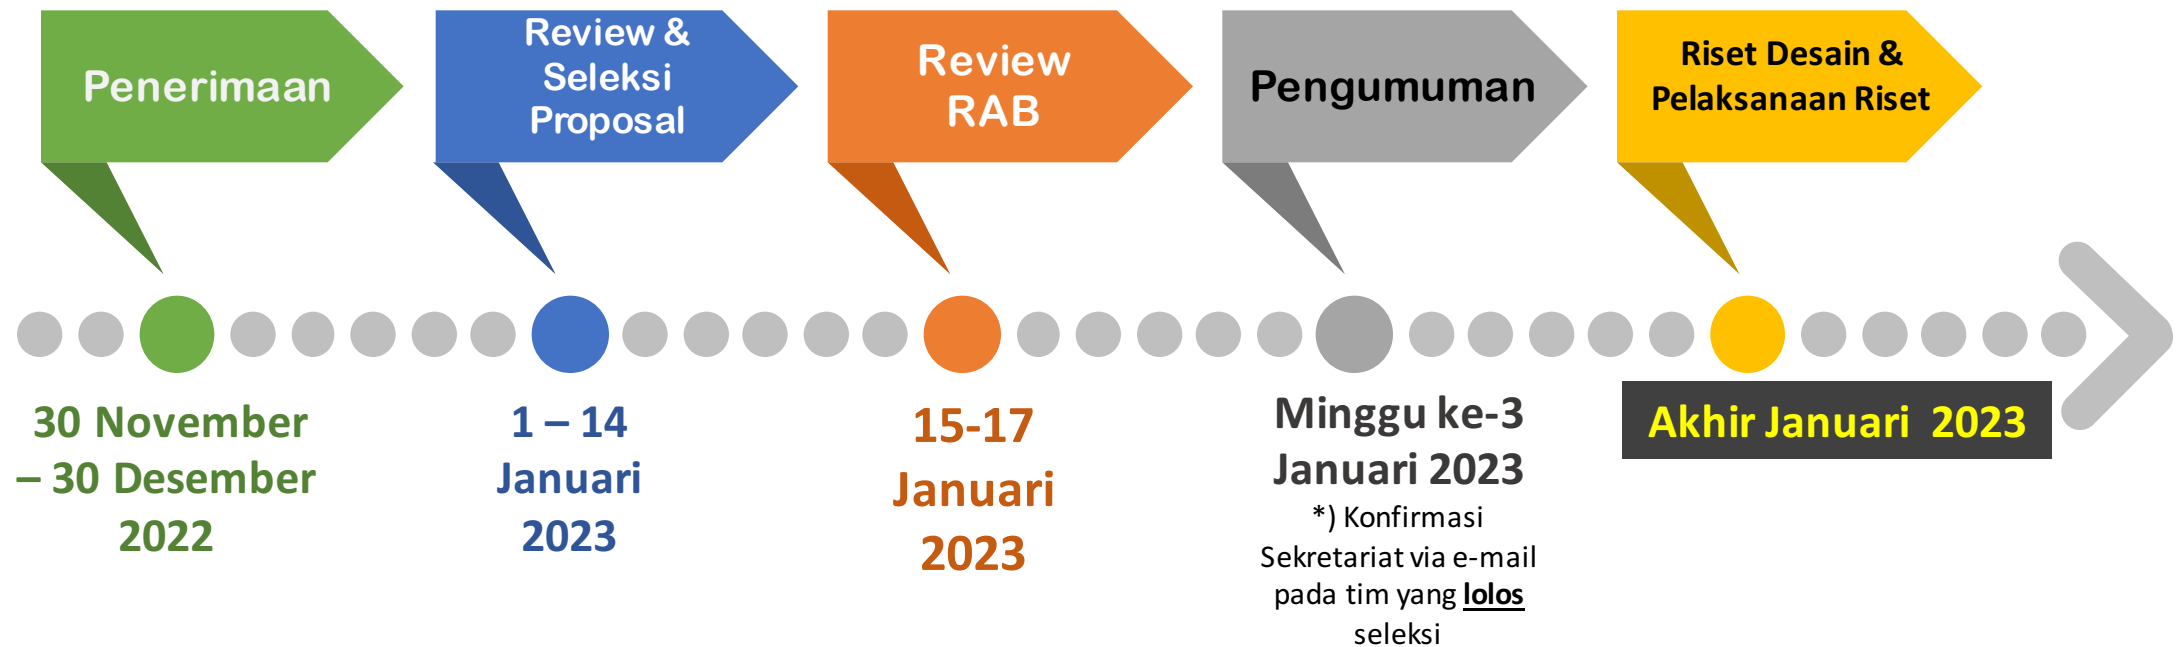 Penerimaan
Review &
Seleksi
Proposal
Review
RAB
Pengumuman
Riset Desain &
Pelaksanaan Riset
30 November
– 30 Desember
2022
1 – 14
Januari
2023
15-17
Januari
2023
Minggu ke-3
Januari 2023
*) Konfirmasi
Sekretariat via e-mail
pada tim yang lolos
seleksi
Akhir Januari 2023